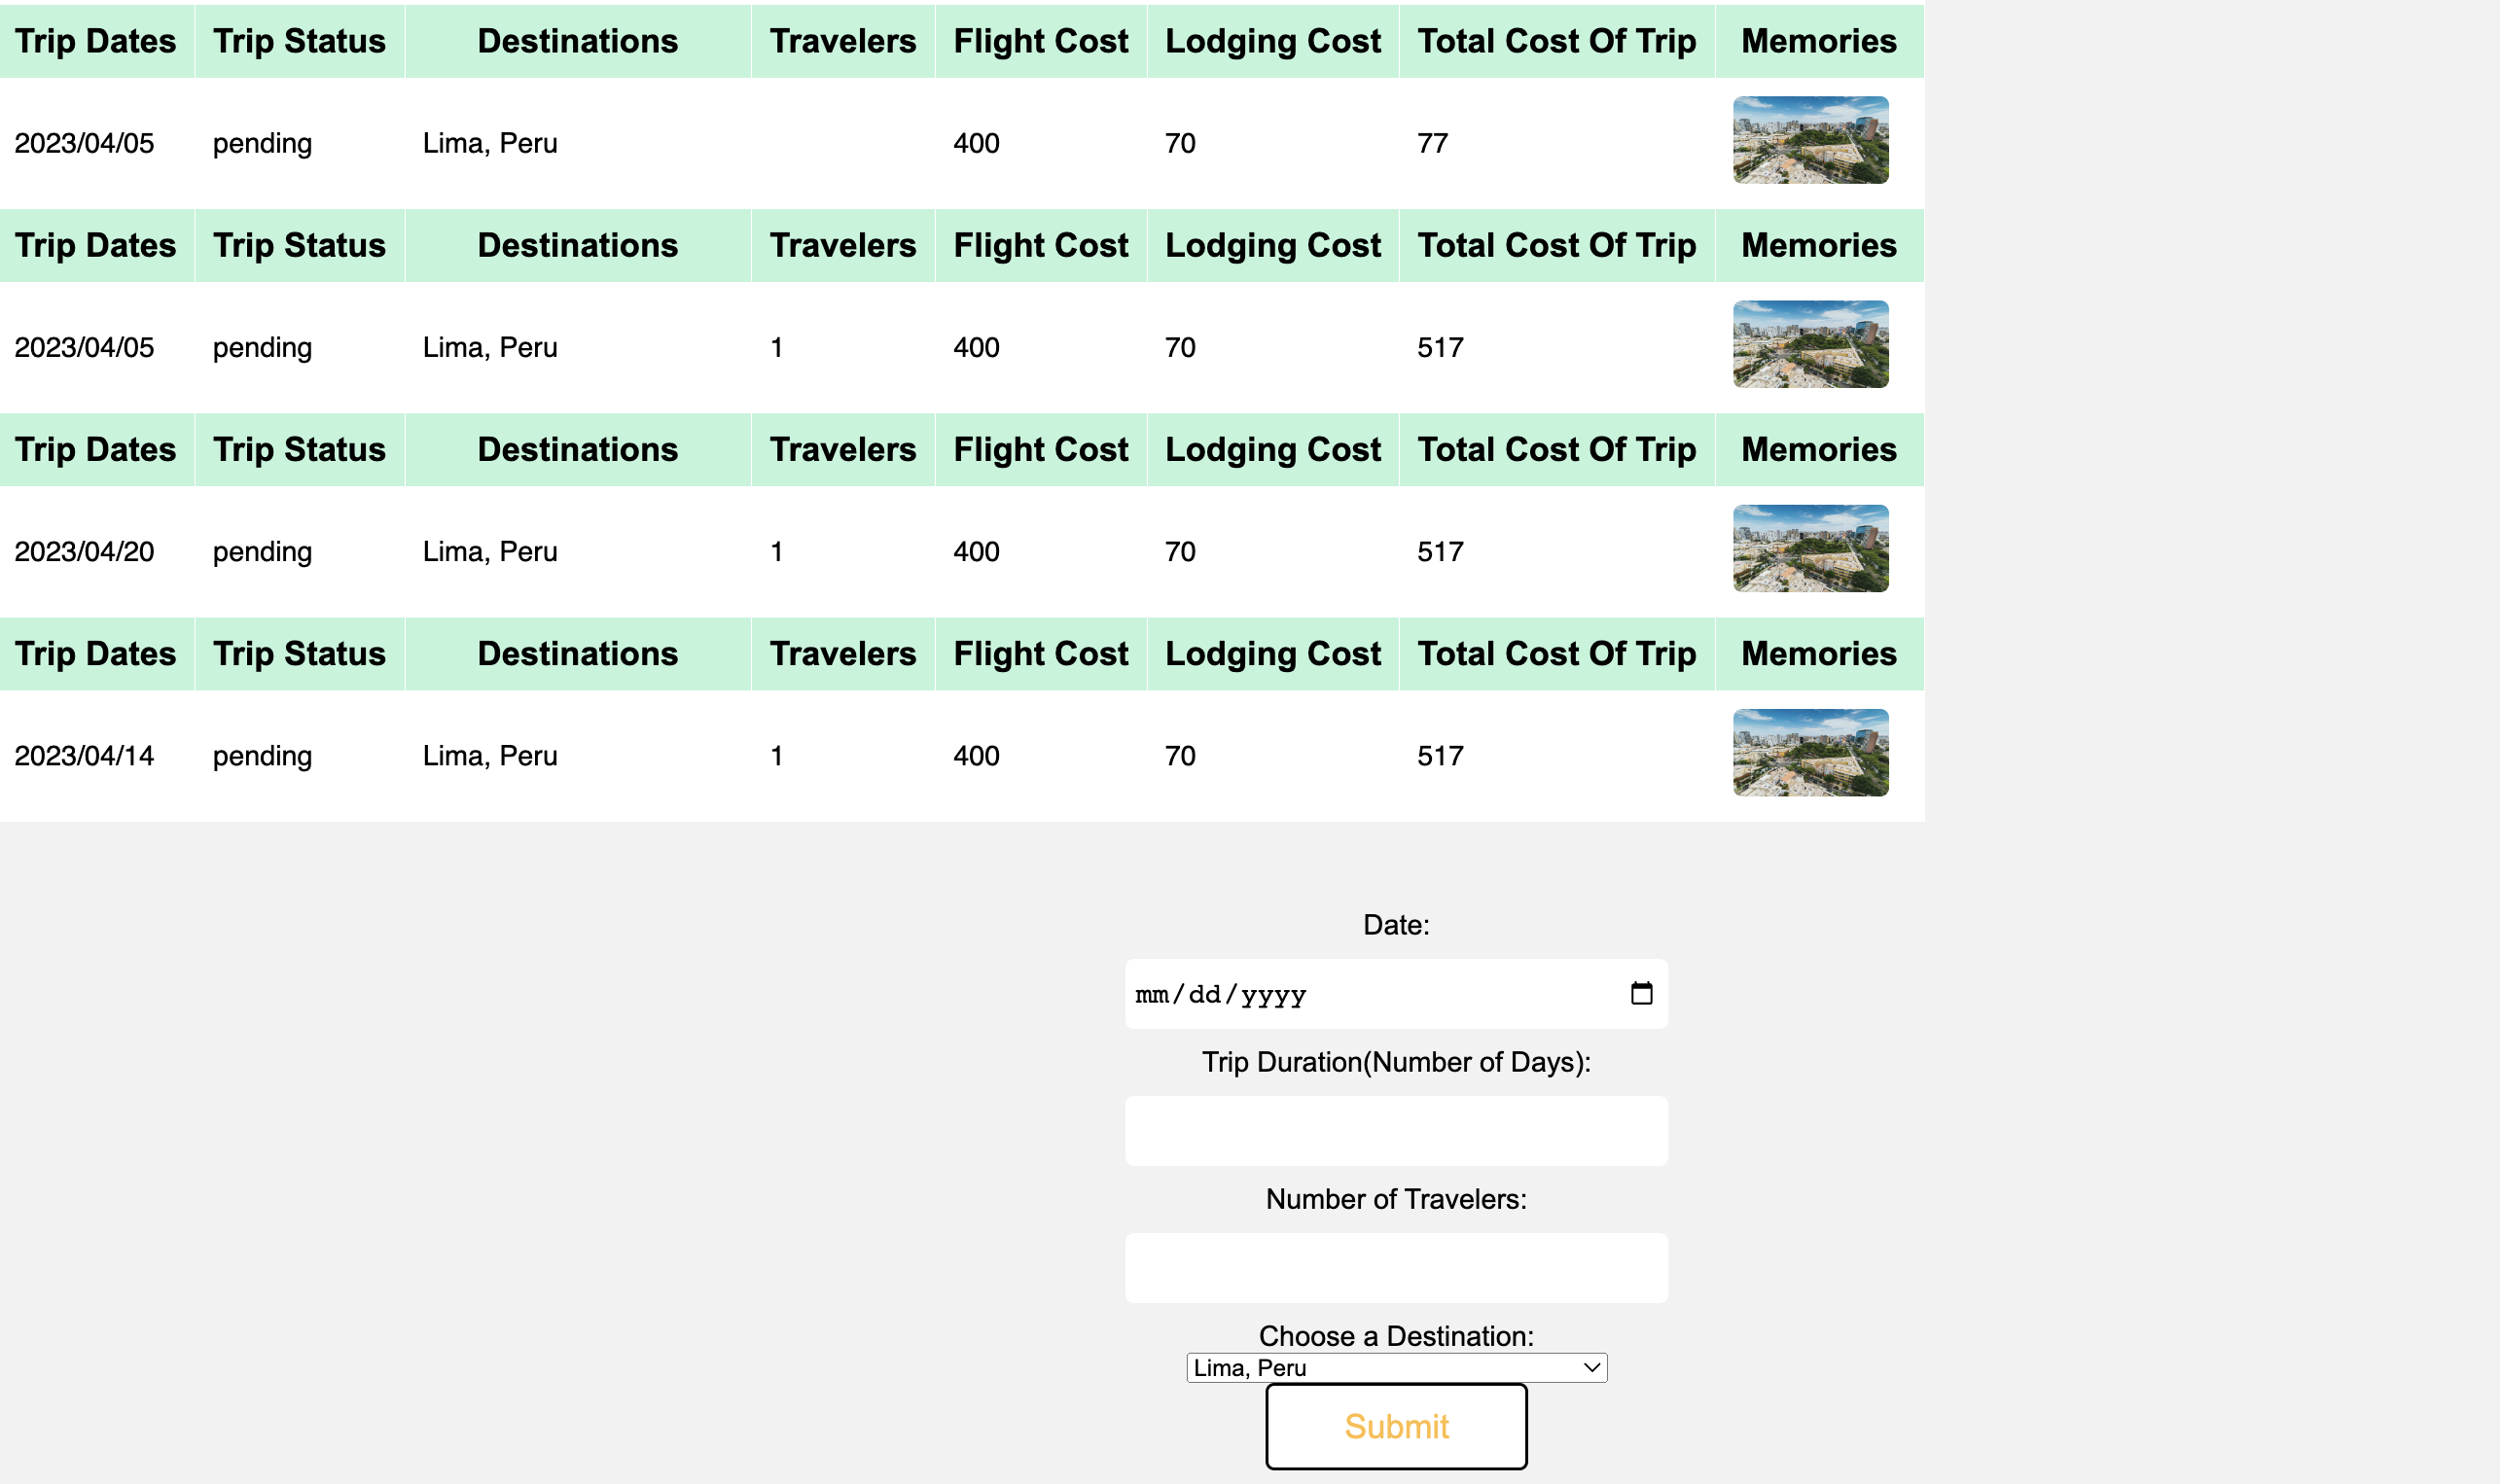 Trip Dates Trip Status Destinations Travelers Flight Cost Lodging Cost Total Cost Of Trip Memories
2023/04/05 pending Lima, Peru 400 70 77
Trip Dates Trip Status Destinations Travelers Flight Cost Lodging Cost Total Cost Of Trip Memories
2023/04/05 pending Lima, Peru 1 400 70 517
Trip Dates Trip Status Destinations Travelers Flight Cost Lodging Cost Total Cost Of Trip Memories
2023/04/20 pending Lima, Peru 1 400 70 517
Trip Dates Trip Status Destinations Travelers Flight Cost Lodging Cost Total Cost Of Trip Memories
2023/04/14 pending Lima, Peru 1 400 70 517
Date:
mm/dd/yyyy
Trip Duration(Number of Days):
Number of Travelers:
Choose a Destination:
Lima, Peru
Submit